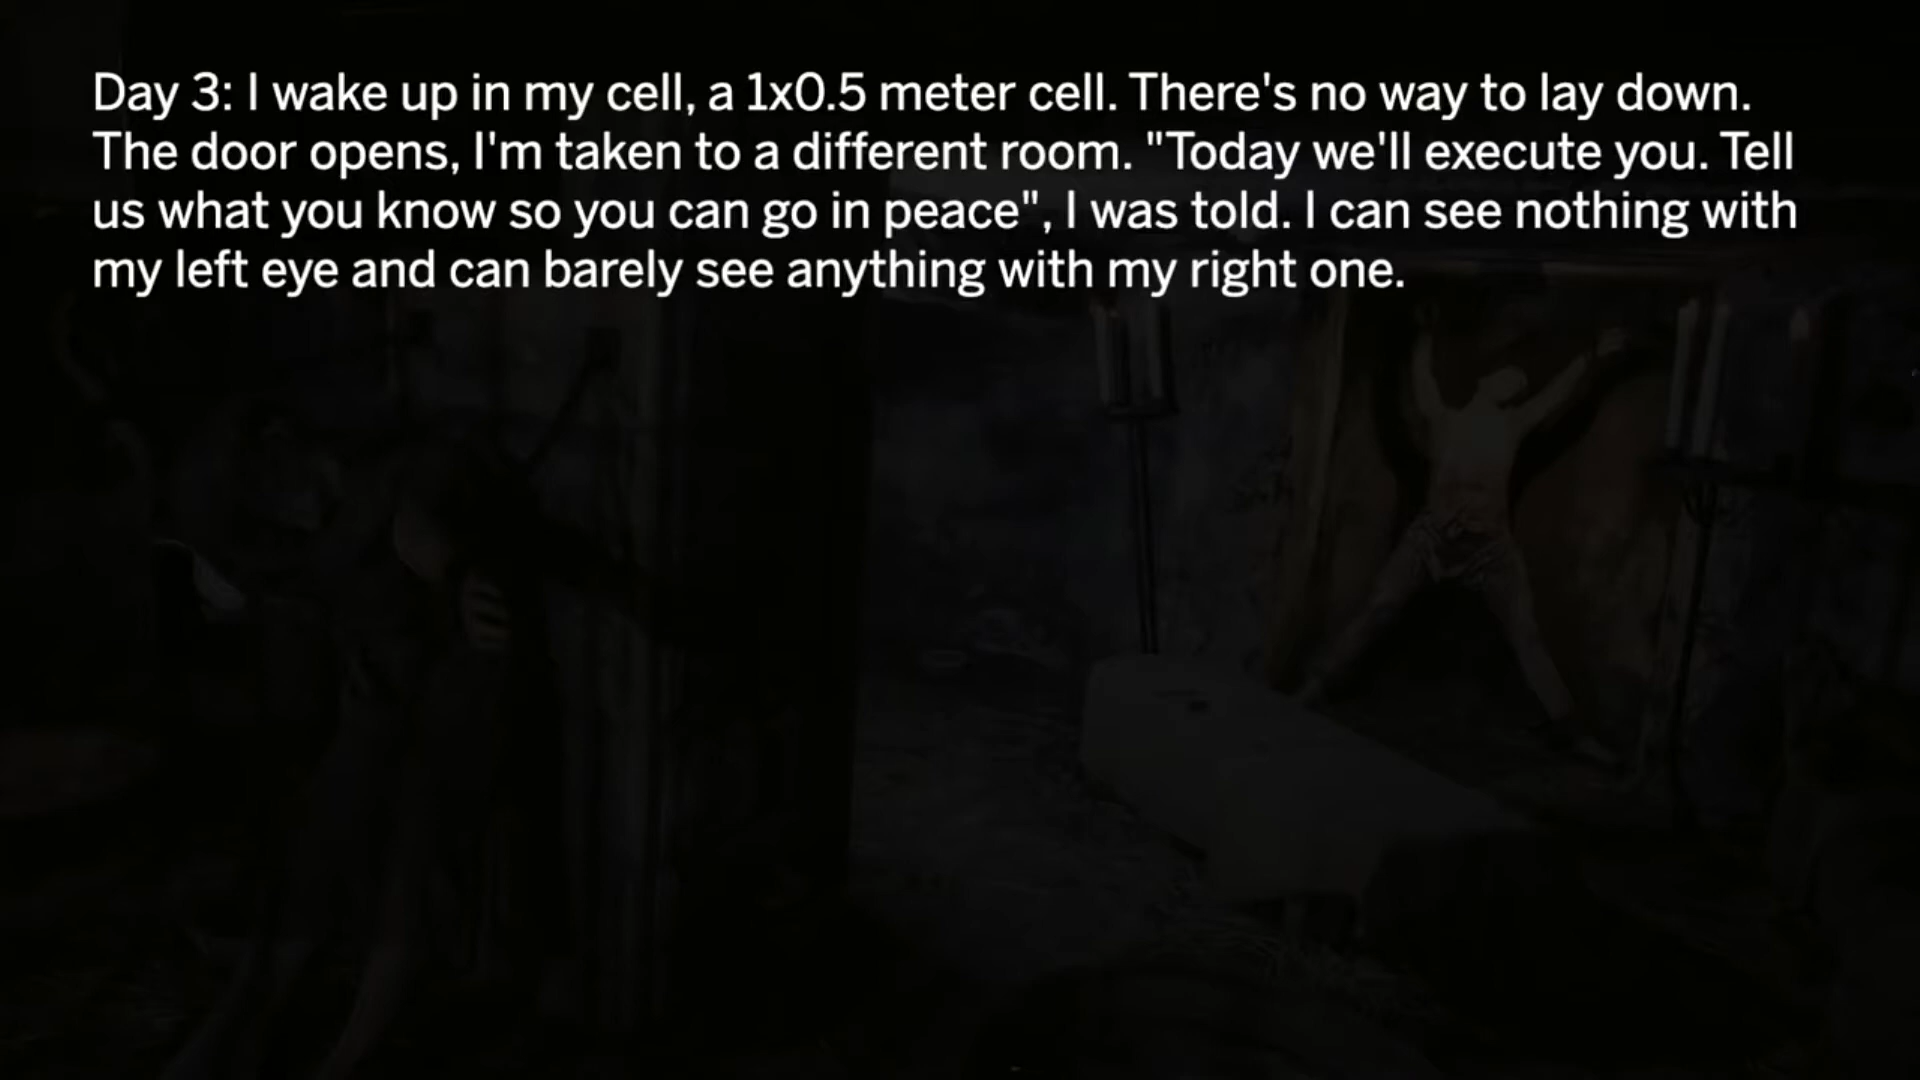 Day 3: I wake up in my cell, a 1x0.5 meter cell. There's no way to lay down.
The door opens, I'm taken to a different room. "Today we'll execute you. Tell
us what you know so you can go in peace", I was told. I can see nothing with
my left eye and can barely see anything with my right one.